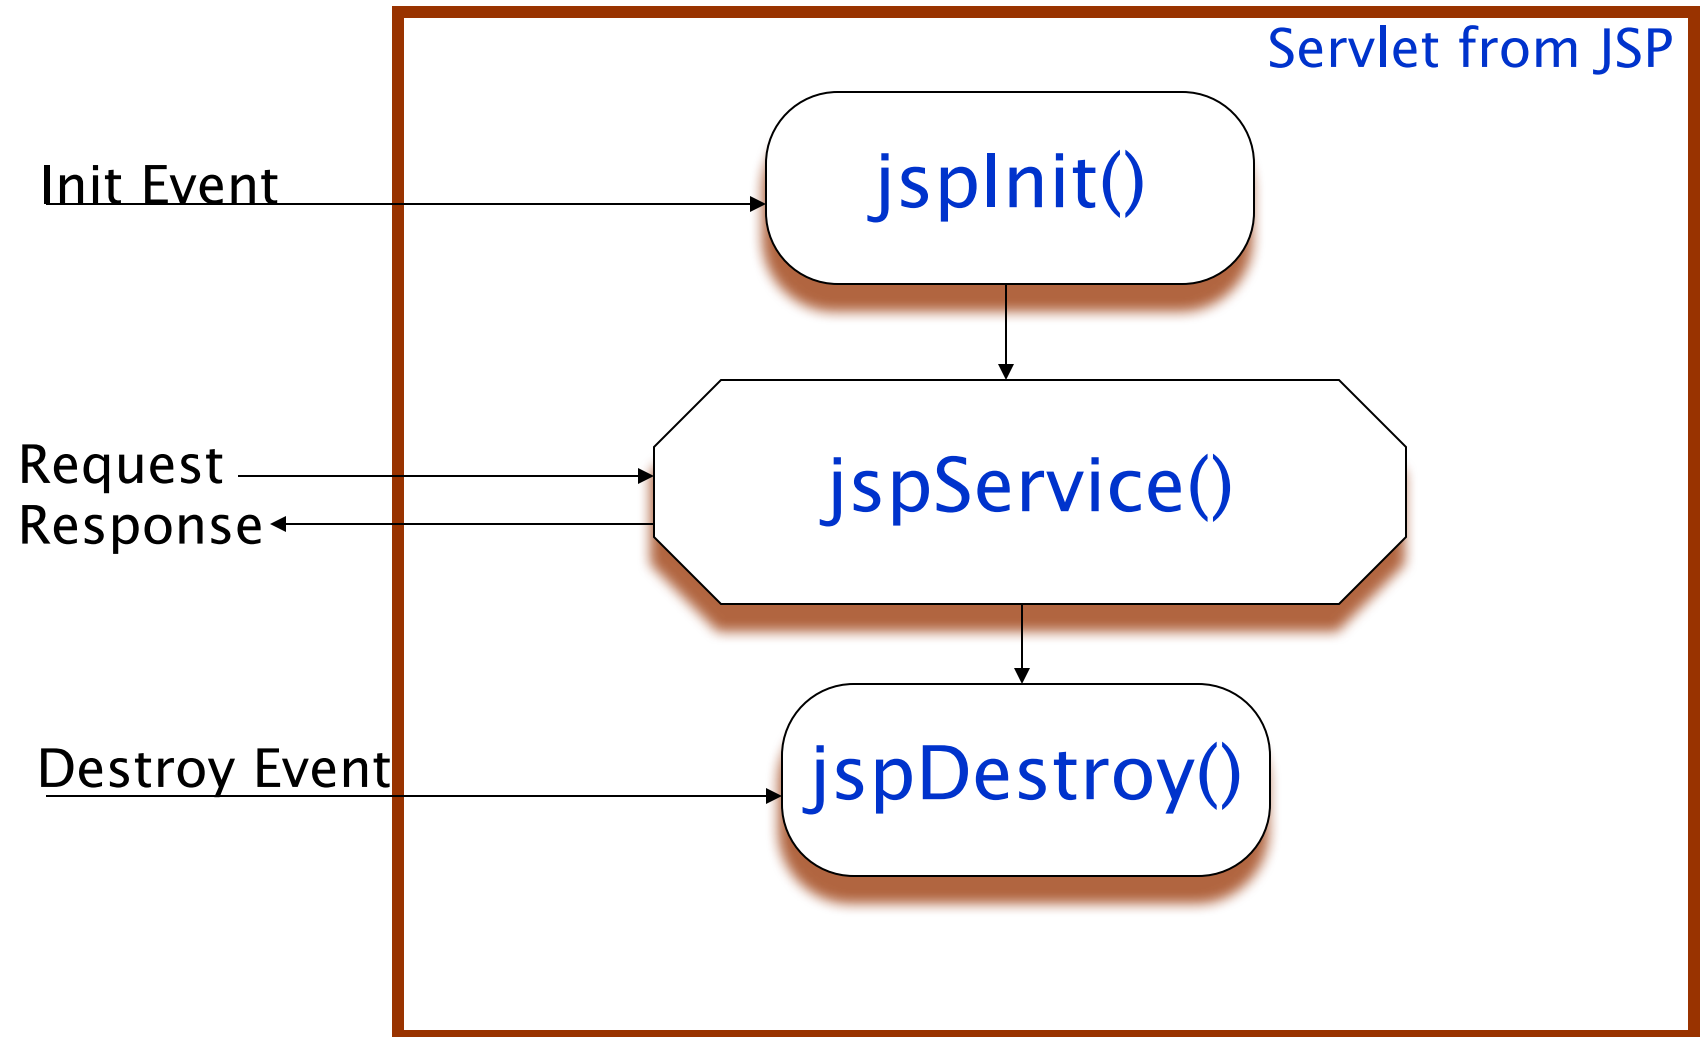 Servlet from JSP
Init Event
jspInit()
Request
Response
jspService()
Destroy Event
jspDestroy()